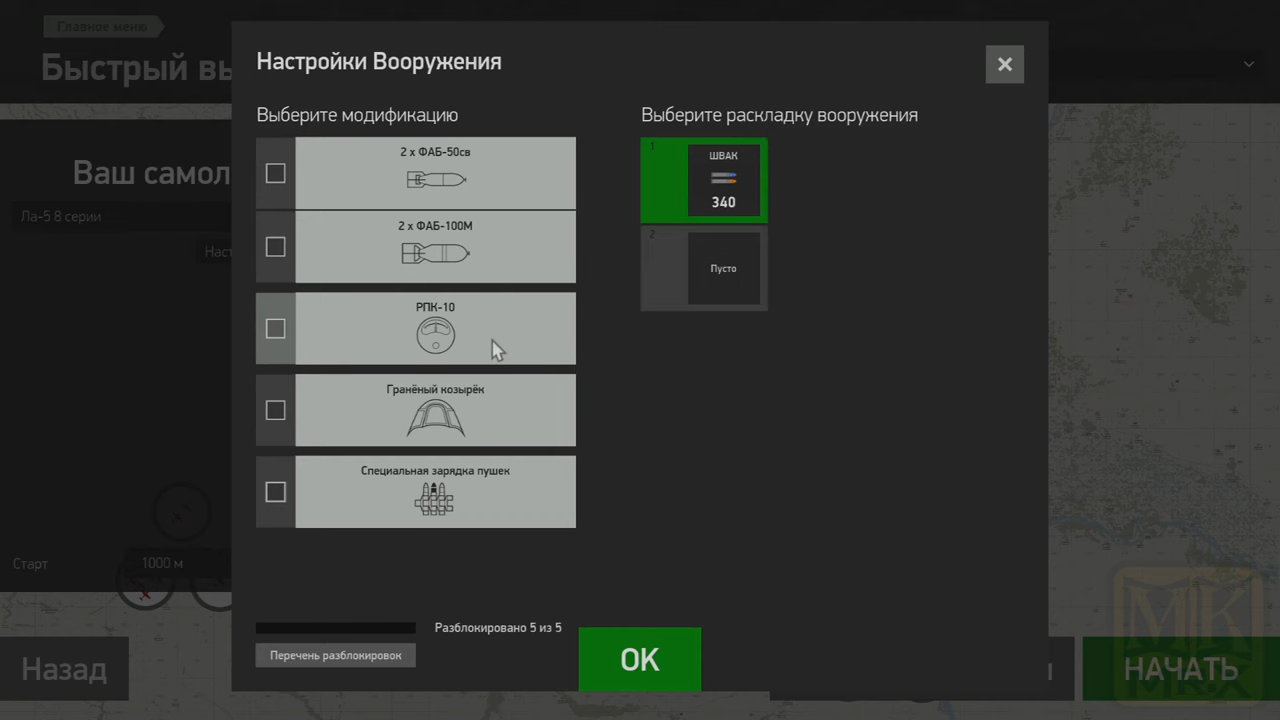 Главное меню
Быстрый вы
Настройки Вооружения
Выберите модификацию
Выберите раскладку вооружения
2 x ФАБ-50св
2 x ФАБ-100М
РПК-10
Гранёный козырёк
Специальная зарядка пушек
1
ШВАК
340
2
Пусто
Ваш самол
Ла-5 8 серии
Наст
Старт
1000 м
Разблокировано 5 из 5
Перечень разблокировок
OK
Назад
НАЧАТЬ
MK
MR.X